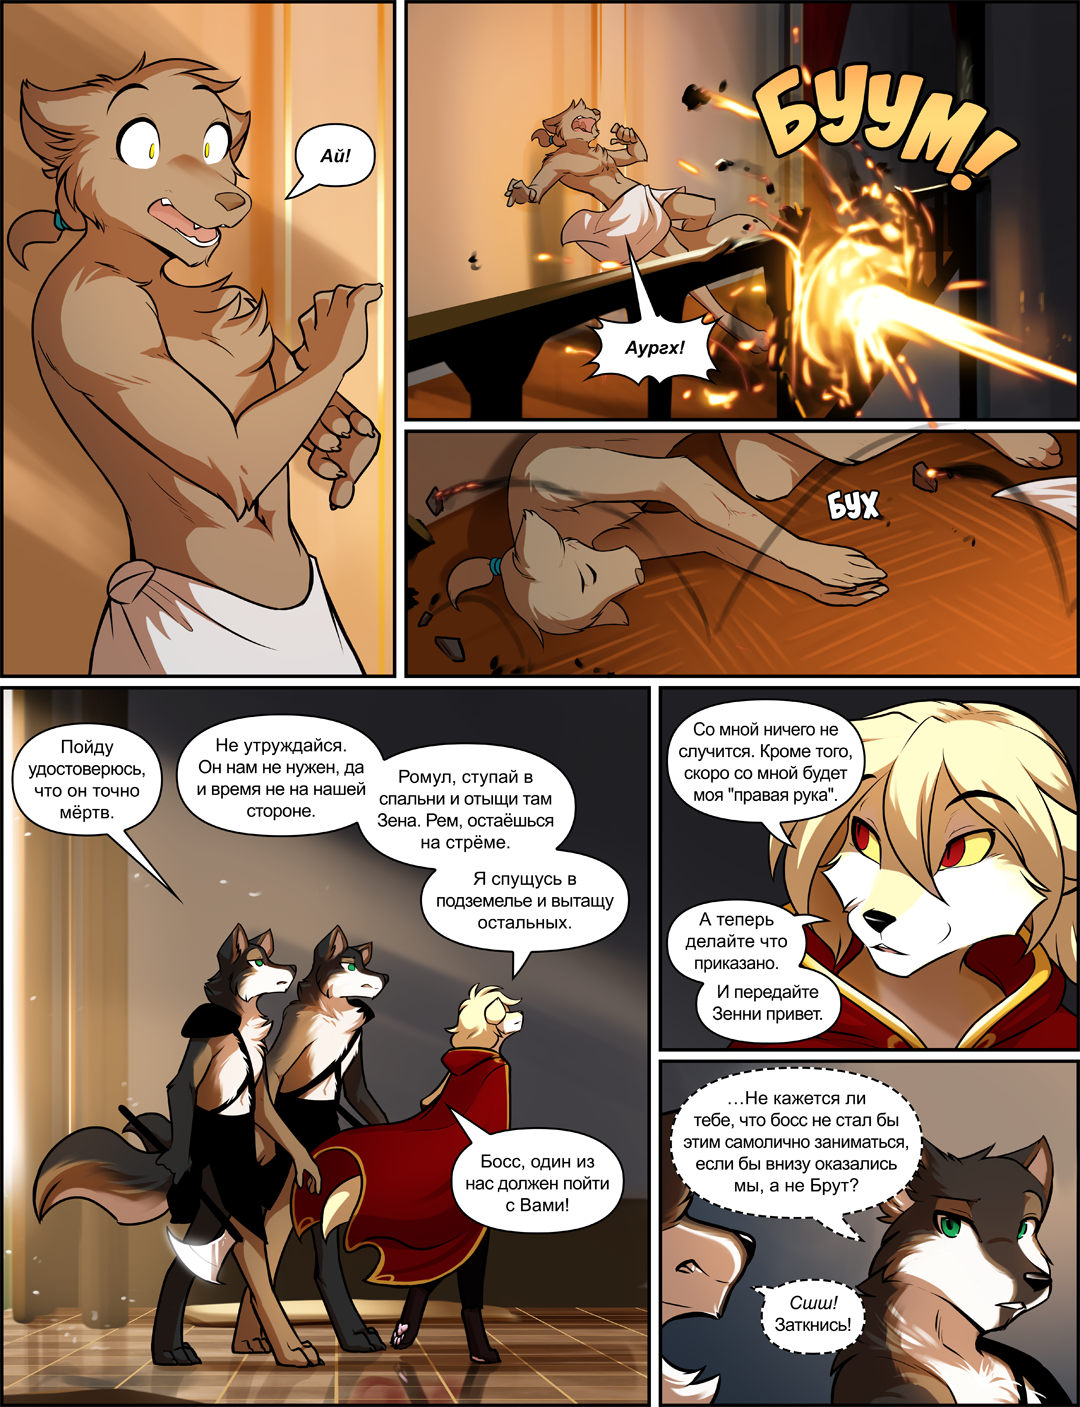 Ай!
БУУМ!
Аургх!
БУХ
Пойду
удостоверюсь,
что он точно
мёртв.
Не утруждайся.
Он нам не нужен, да
и время не на нашей
стороне.
Ромул, ступай в
спальни и отыщи там
Зена. Рем, остаёшься
на стрёме.
Я спущусь в
подземелье и вытащу
остальных.
Босс, один из
нас должен пойти
с Вами!
Со мной ничего не
случится. Кроме того,
скоро со мной будет
моя "правая рука".
А теперь
делайте что
приказано.
И передайте
Зенни привет.
...Не кажется ли
тебе, что босс не стал бы
этим самолично заниматься,
если бы внизу оказались
мы, а не Брут?
Сшш!
Заткнись!